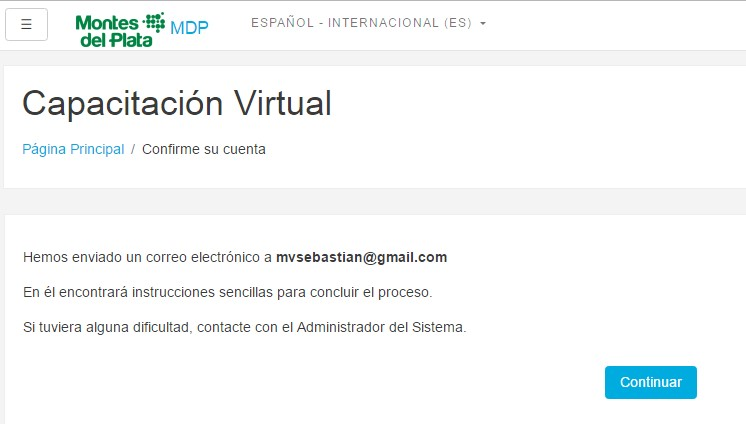 Montes del Plata MDP
ESPAÑOL - INTERNACIONAL (ES)
Capacitación Virtual
Página Principal / Confirme su cuenta
Hemos enviado un correo electrónico a mvsebastian@gmail.com
En él encontrará instrucciones sencillas para concluir el proceso.
Si tuviera alguna dificultad, contacte con el Administrador del Sistema.
Continuar